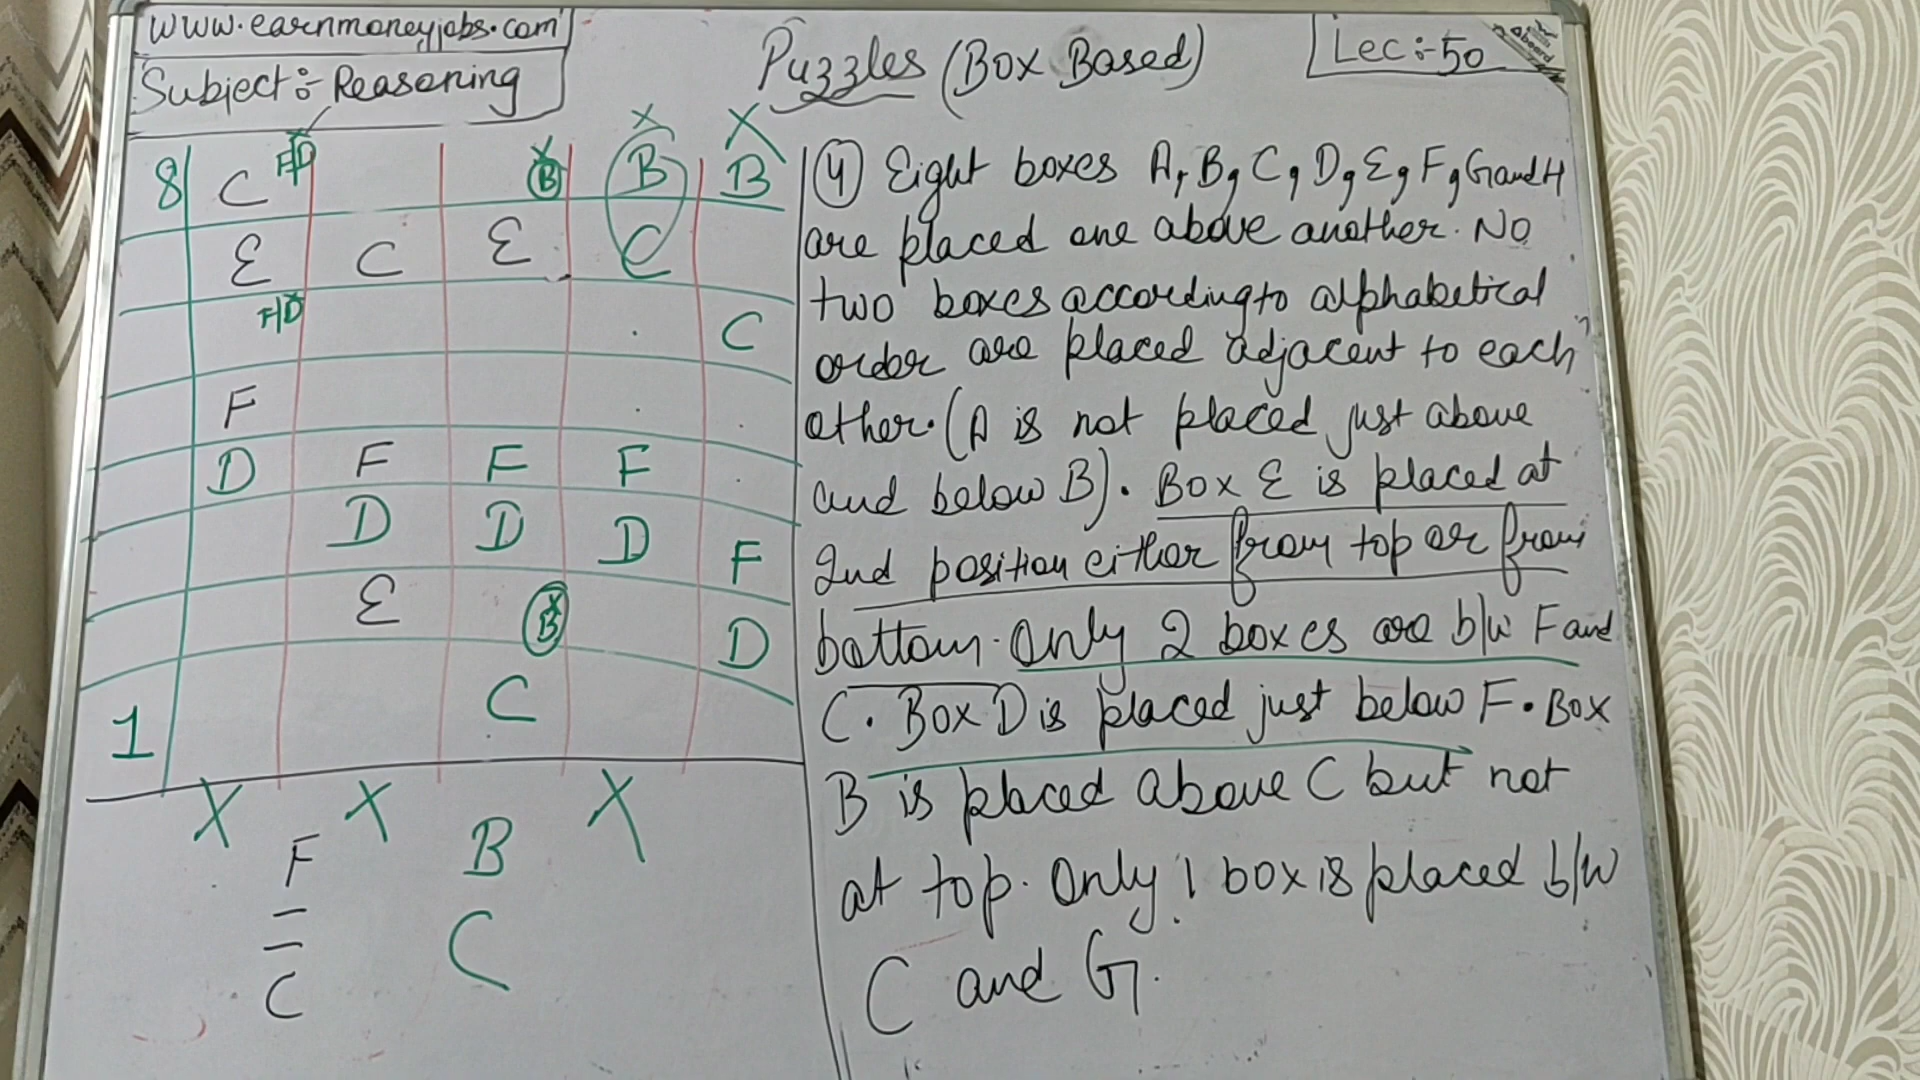 www.earnmoneyjobs.com
Subject :- Reasoning
Puzzles (Box Based)
Lec :- 50
8 C F|D B B B
E C E C
F|D C
F
D F F F
D D D F
E B D
C
1
X X X
F B
C
C
(4) Eight boxes A, B, C, D, E, F, G and H
are placed one above another. No
two boxes according to alphabetical
order are placed adjacent to each
other. (A is not placed just above
and below B). Box E is placed at
2nd position either from top or from
bottom. Only 2 boxes are b/w F and
C. Box D is placed just below F. Box
B is placed above C but not
at top. Only 1 box is placed b/w
C and G.